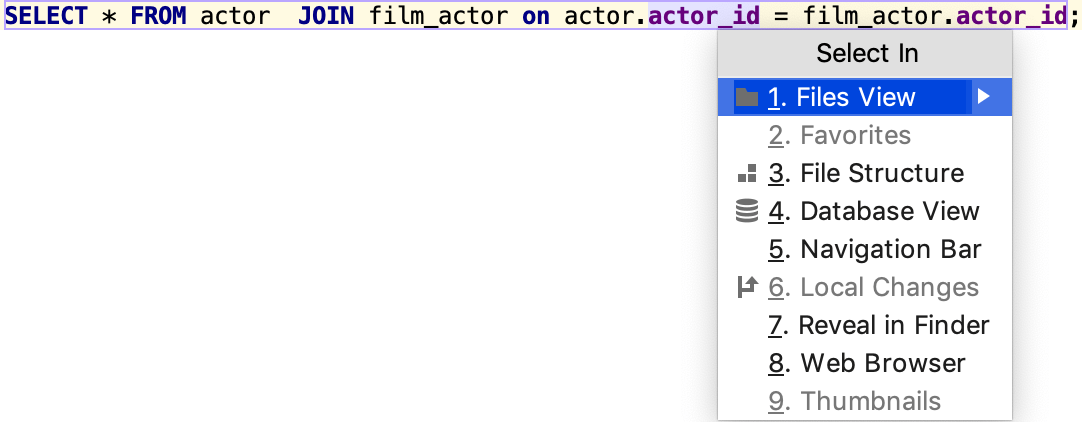 SELECT * FROM actor  JOIN film_actor on actor.actor_id = film_actor.actor_id;
Select In
1. Files View
2. Favorites
3. File Structure
4. Database View
5. Navigation Bar
6. Local Changes
7. Reveal in Finder
8. Web Browser
9. Thumbnails